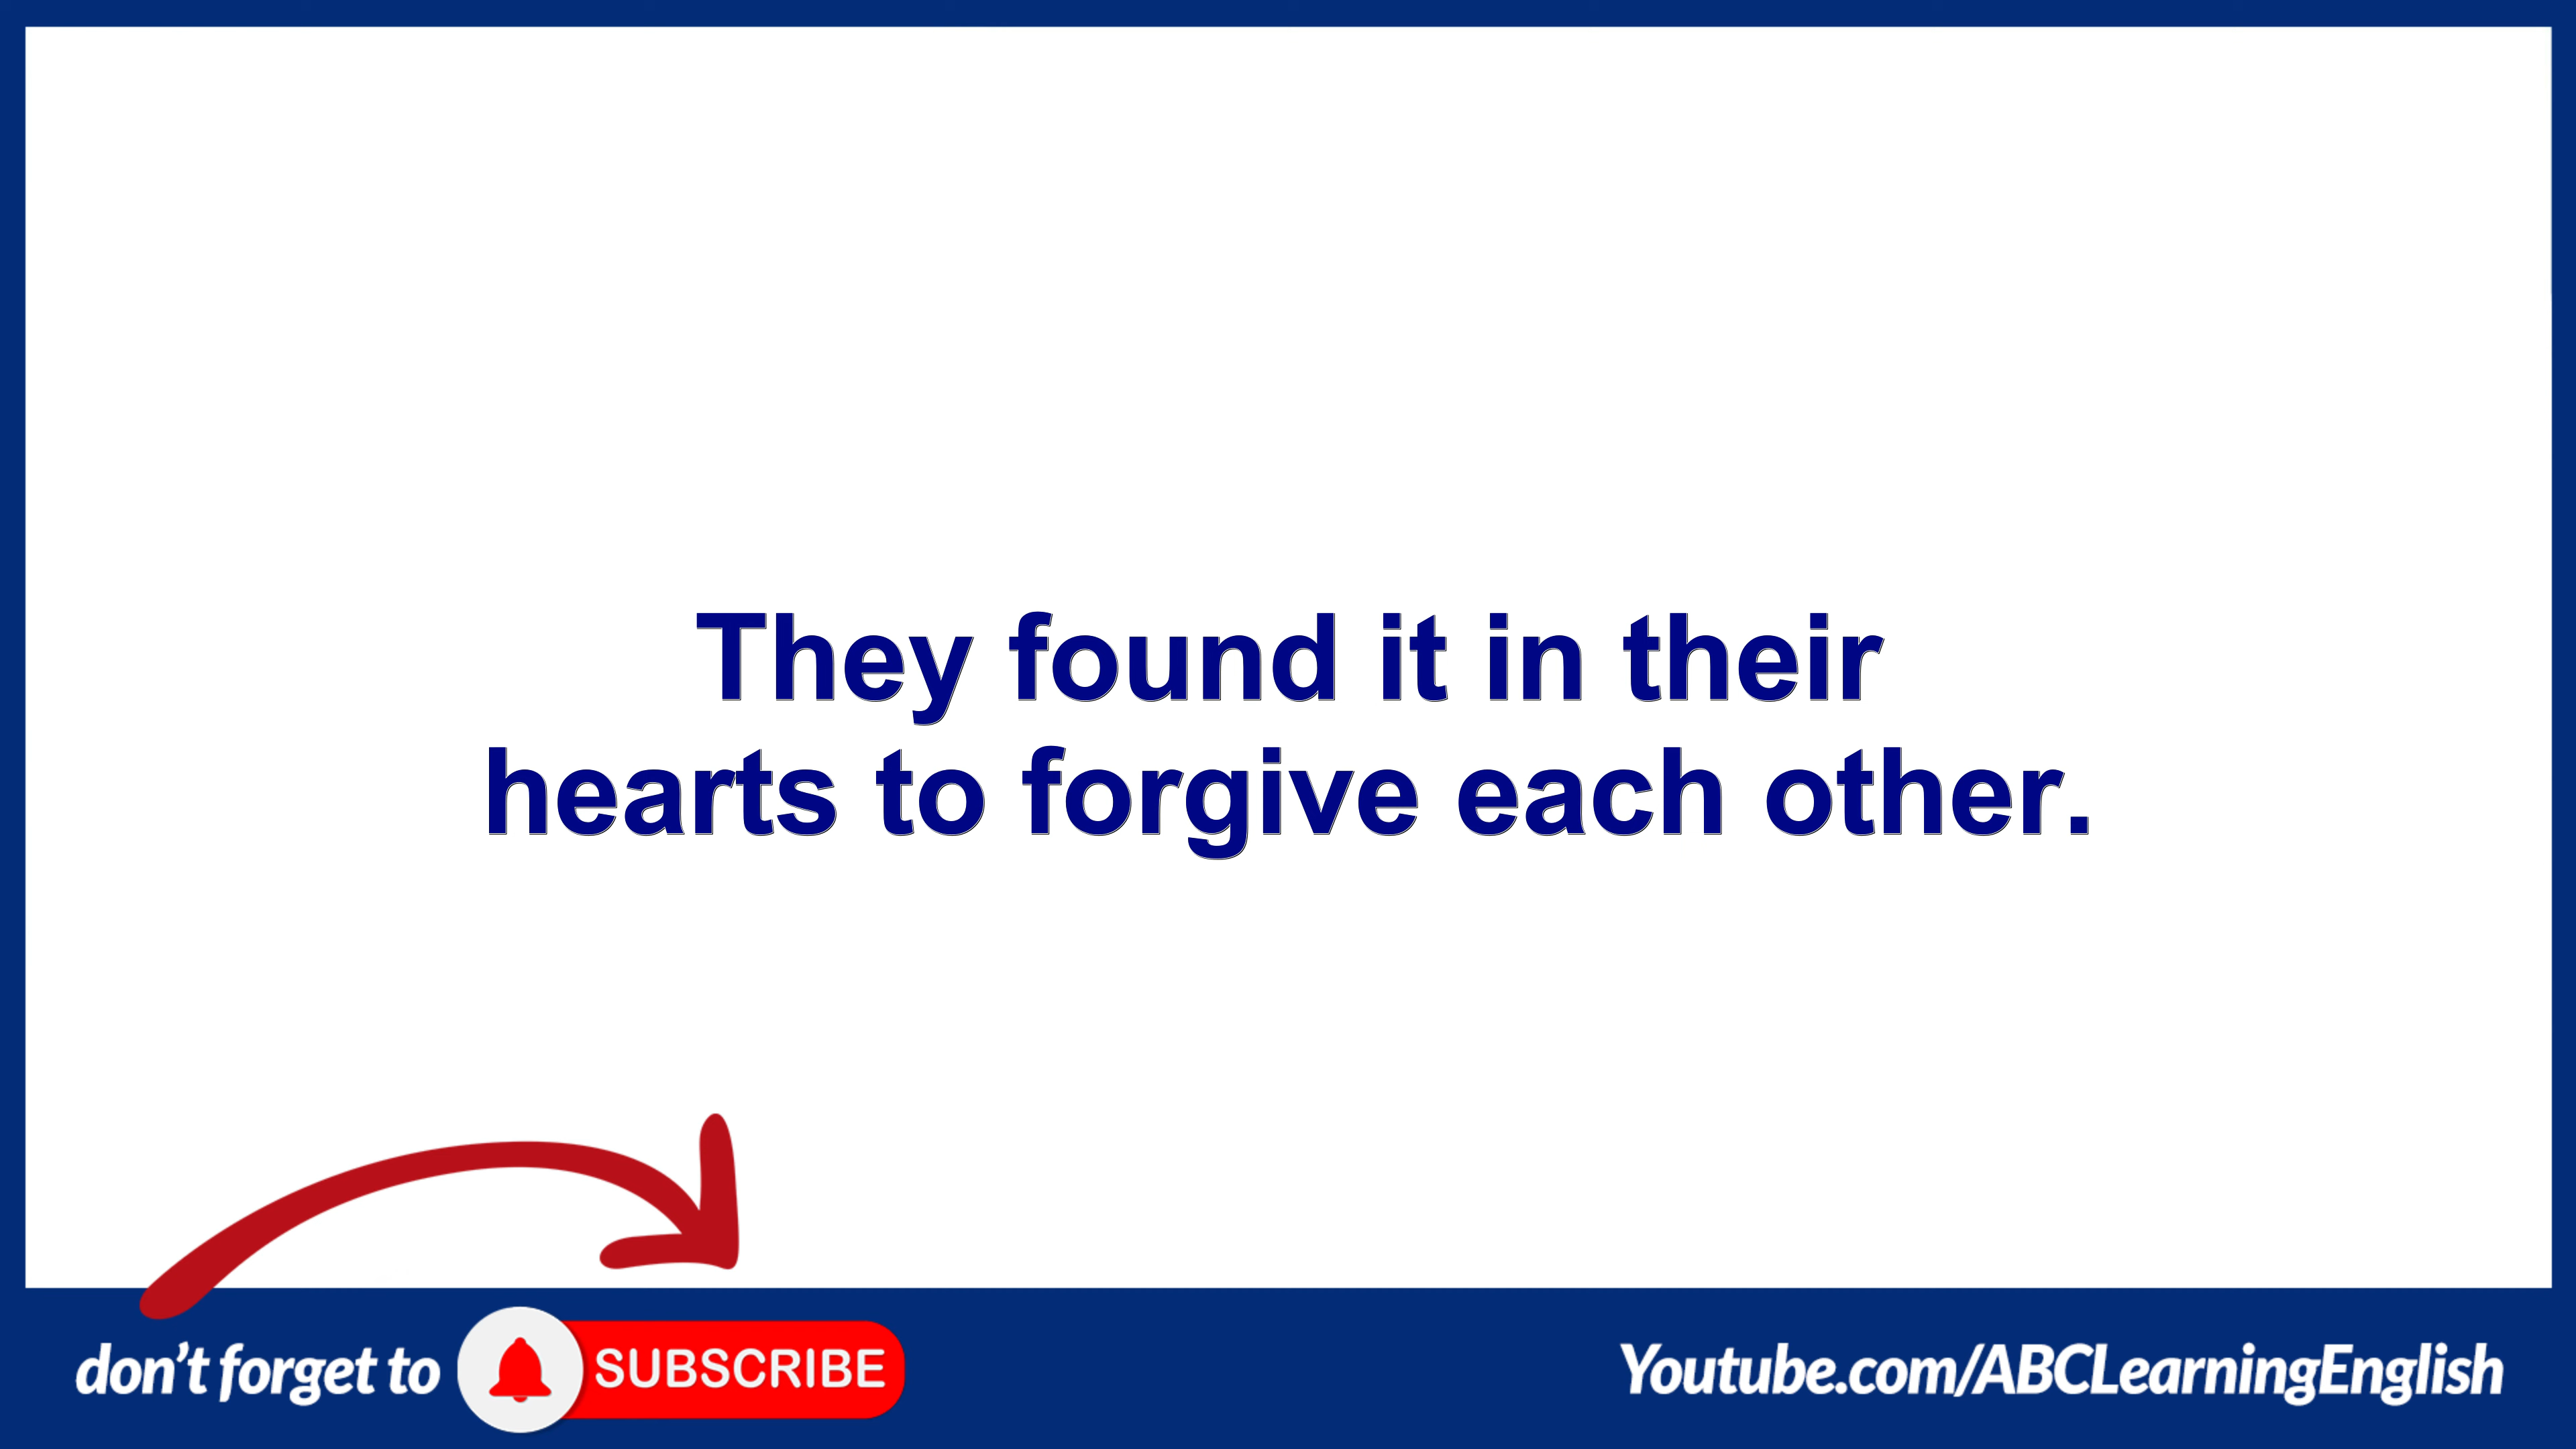 They found it in their
hearts to forgive each other.
don't forget to SUBSCRIBE
Youtube.com/ABCLearningEnglish